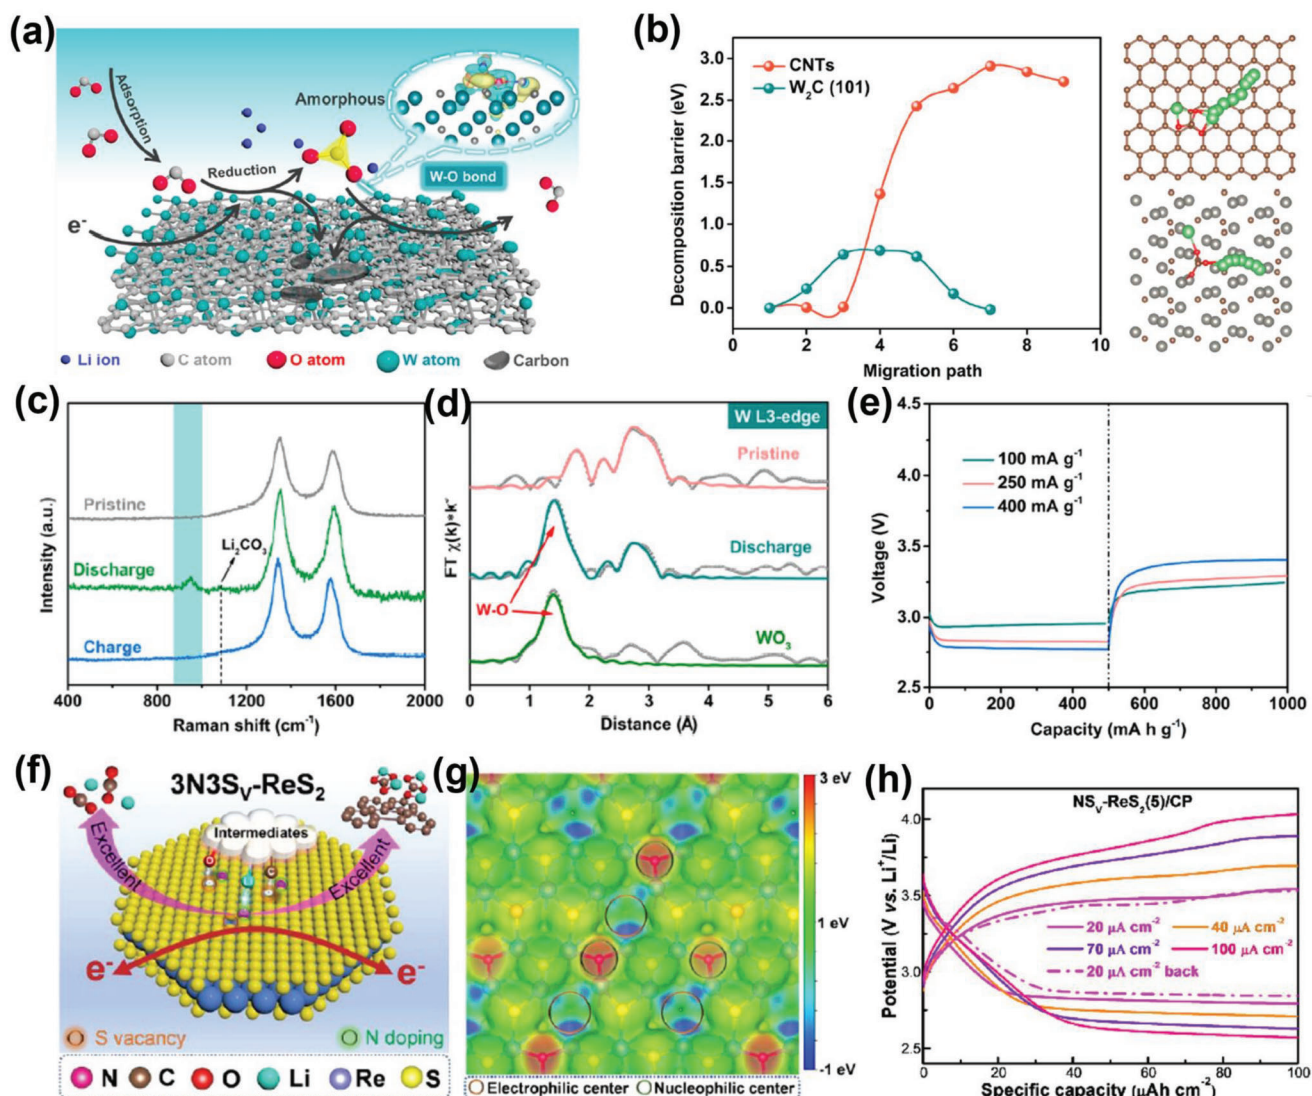 (a)
Adsorption
Amorphous
Reduction
W-O bond
e⁻
Li ion
C atom
O atom
W atom
Carbon
(b)
Decomposition barrier (eV)
3.0
2.5
2.0
1.5
1.0
0.5
0.0
CNTs
W₂C (101)
0 2 4 6 8 10
Migration path
(c)
Intensity (a.u.)
Pristine
Li₂CO₃
Discharge
Charge
400 800 1200 1600 2000
Raman shift (cm⁻¹)
(d)
W L3-edge
FT χ(k)*k
Pristine
Discharge
W-O
WO₃
0 1 2 3 4 5 6
Distance (Å)
(e)
Voltage (V)
4.5
4.0
3.5
3.0
2.5
100 mA g⁻¹
250 mA g⁻¹
400 mA g⁻¹
0 200 400 600 800 1000
Capacity (mA h g⁻¹)
(f)
3N3Sᵥ-ReS₂
Intermediates
Excellent
Excellent
e⁻
e⁻
S vacancy
N doping
N C O Li Re S
(g)
3 eV
1 eV
-1 eV
Electrophilic center
Nucleophilic center
(h)
NSᵥ-ReS₂(5)/CP
Potential (V vs. Li⁺/Li)
4.0
3.5
3.0
2.5
20 μA cm⁻² 40 μA cm⁻²
70 μA cm⁻² 100 μA cm⁻²
20 μA cm⁻² back
0 20 40 60 80 100
Specific capacity (μAh cm⁻²)